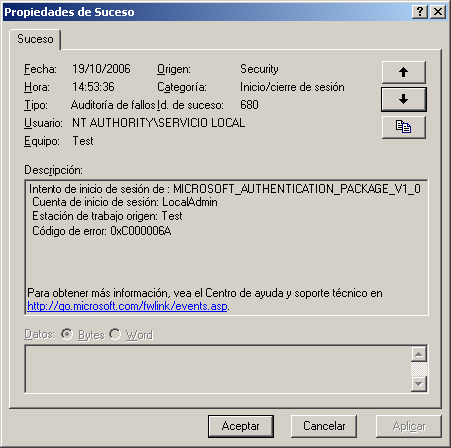 Propiedades de Suceso
Suceso
Fecha: 19/10/2006 Origen: Security
Hora: 14:53:36 Categoría: Inicio/cierre de sesión
Tipo: Auditoría de fallos Id. de suceso: 680
Usuario: NT AUTHORITY\SERVICIO LOCAL
Equipo: Test
Descripción:
Intento de inicio de sesión de : MICROSOFT_AUTHENTICATION_PACKAGE_V1_0
Cuenta de inicio de sesión: LocalAdmin
Estación de trabajo origen: Test
Código de error: 0xC000006A
Para obtener más información, vea el Centro de ayuda y soporte técnico en
http://go.microsoft.com/fwlink/events.asp.
Datos: Bytes Word
Aceptar Cancelar Aplicar